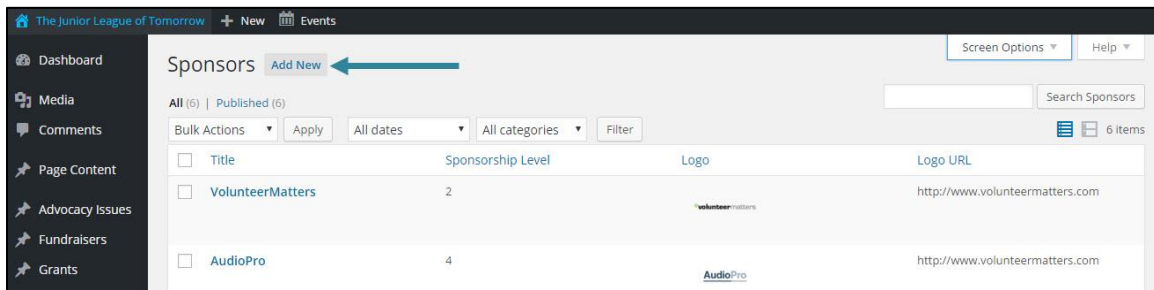 The Junior League of Tomorrow + New Events
Dashboard
Media
Comments
Page Content
Advocacy Issues
Fundraisers
Grants
Screen Options Help
Sponsors Add New
All (6) | Published (6)
Search Sponsors
Bulk Actions Apply All dates All categories Filter 6 items
Title Sponsorship Level Logo Logo URL
VolunteerMatters 2 volunteermatters http://www.volunteermatters.com
AudioPro 4 AudioPro http://www.volunteermatters.com